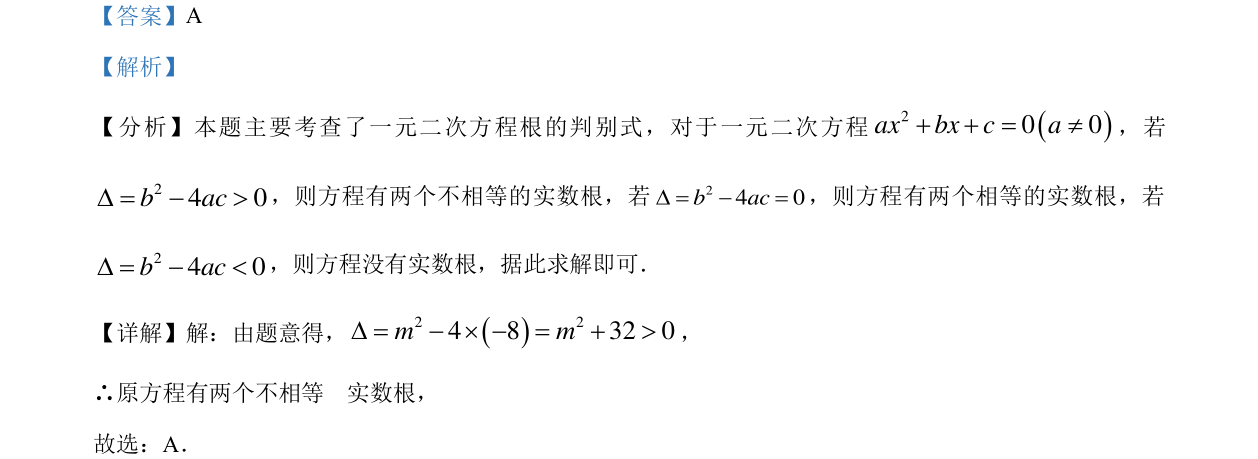 【答案】A
【解析】
【分析】本题主要考查了一元二次方程根的判别式，对于一元二次方程 ax² + bx + c = 0(a ≠ 0)，若
Δ = b² − 4ac > 0，则方程有两个不相等的实数根，若 Δ = b² − 4ac = 0，则方程有两个相等的实数根，若
Δ = b² − 4ac < 0，则方程没有实数根，据此求解即可．
【详解】解：由题意得，Δ = m² − 4×(−8) = m² + 32 > 0，
∴原方程有两个不相等 实数根，
故选：A．